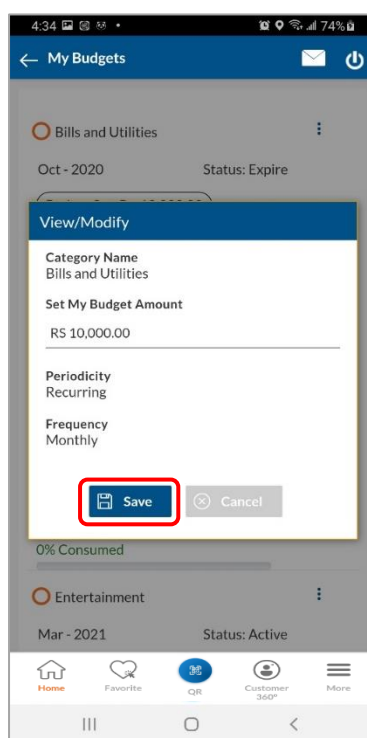 4:34
74%
My Budgets
Bills and Utilities
Oct - 2020 Status: Expire
View/Modify
Category Name
Bills and Utilities
Set My Budget Amount
RS 10,000.00
Periodicity
Recurring
Frequency
Monthly
Save Cancel
0% Consumed
Entertainment
Mar - 2021 Status: Active
Home Favorite QR Customer 360° More